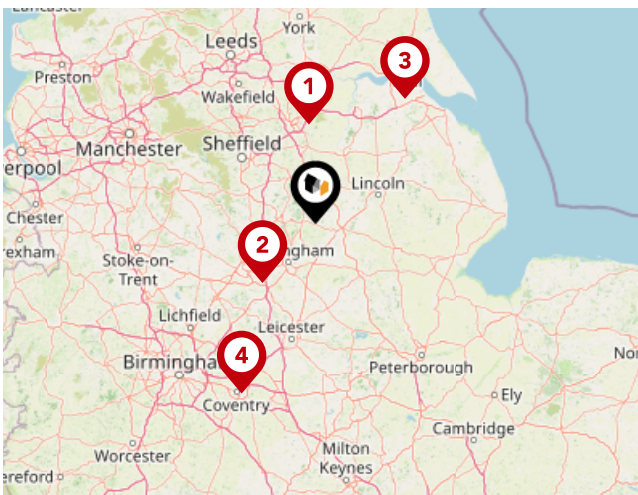 Lancaster
York
Leeds
Preston
1
3
Wakefield
Manchester
Sheffield
erpool
Lincoln
Chester
rexham
2
ngham
Stoke-on-
Trent
Lichfield
Leicester
Birmingha
4
Peterborough
Nor
Coventry
Ely
Cambridge
Worcester
Milton
Keynes
ereford